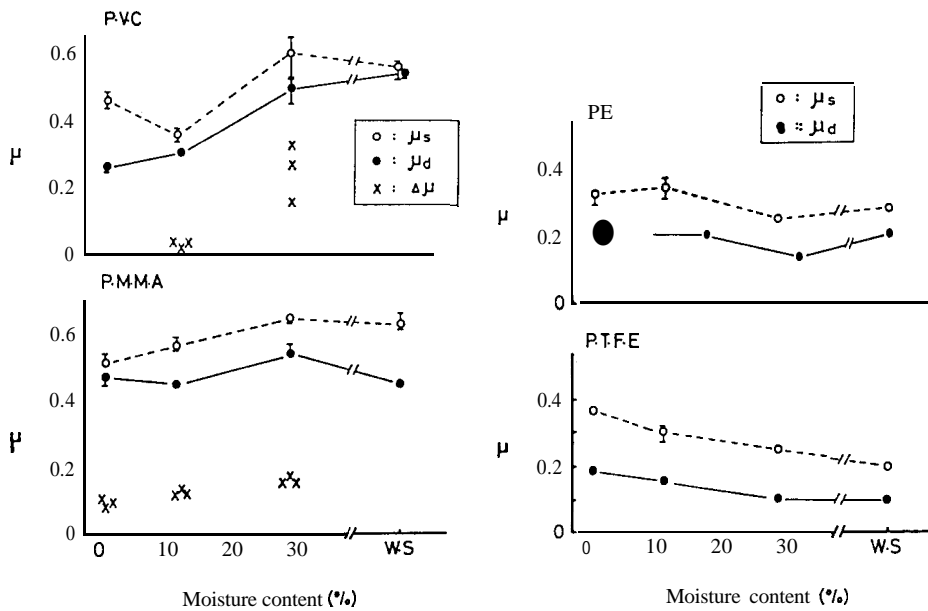 P·V·C
0.6
0.4
0.2
0
μ
o : μs
• : μd
x : Δμ
P·M·M·A
0.6
0.4
0.2
0
μ
0 10 20 30 W·S
Moisture content (%)
o : μs
• : μd
PE
0.4
0.2
0
μ
P.T.F.E
0.4
0.2
0
μ
0 10 20 30 W·S
Moisture content (%)